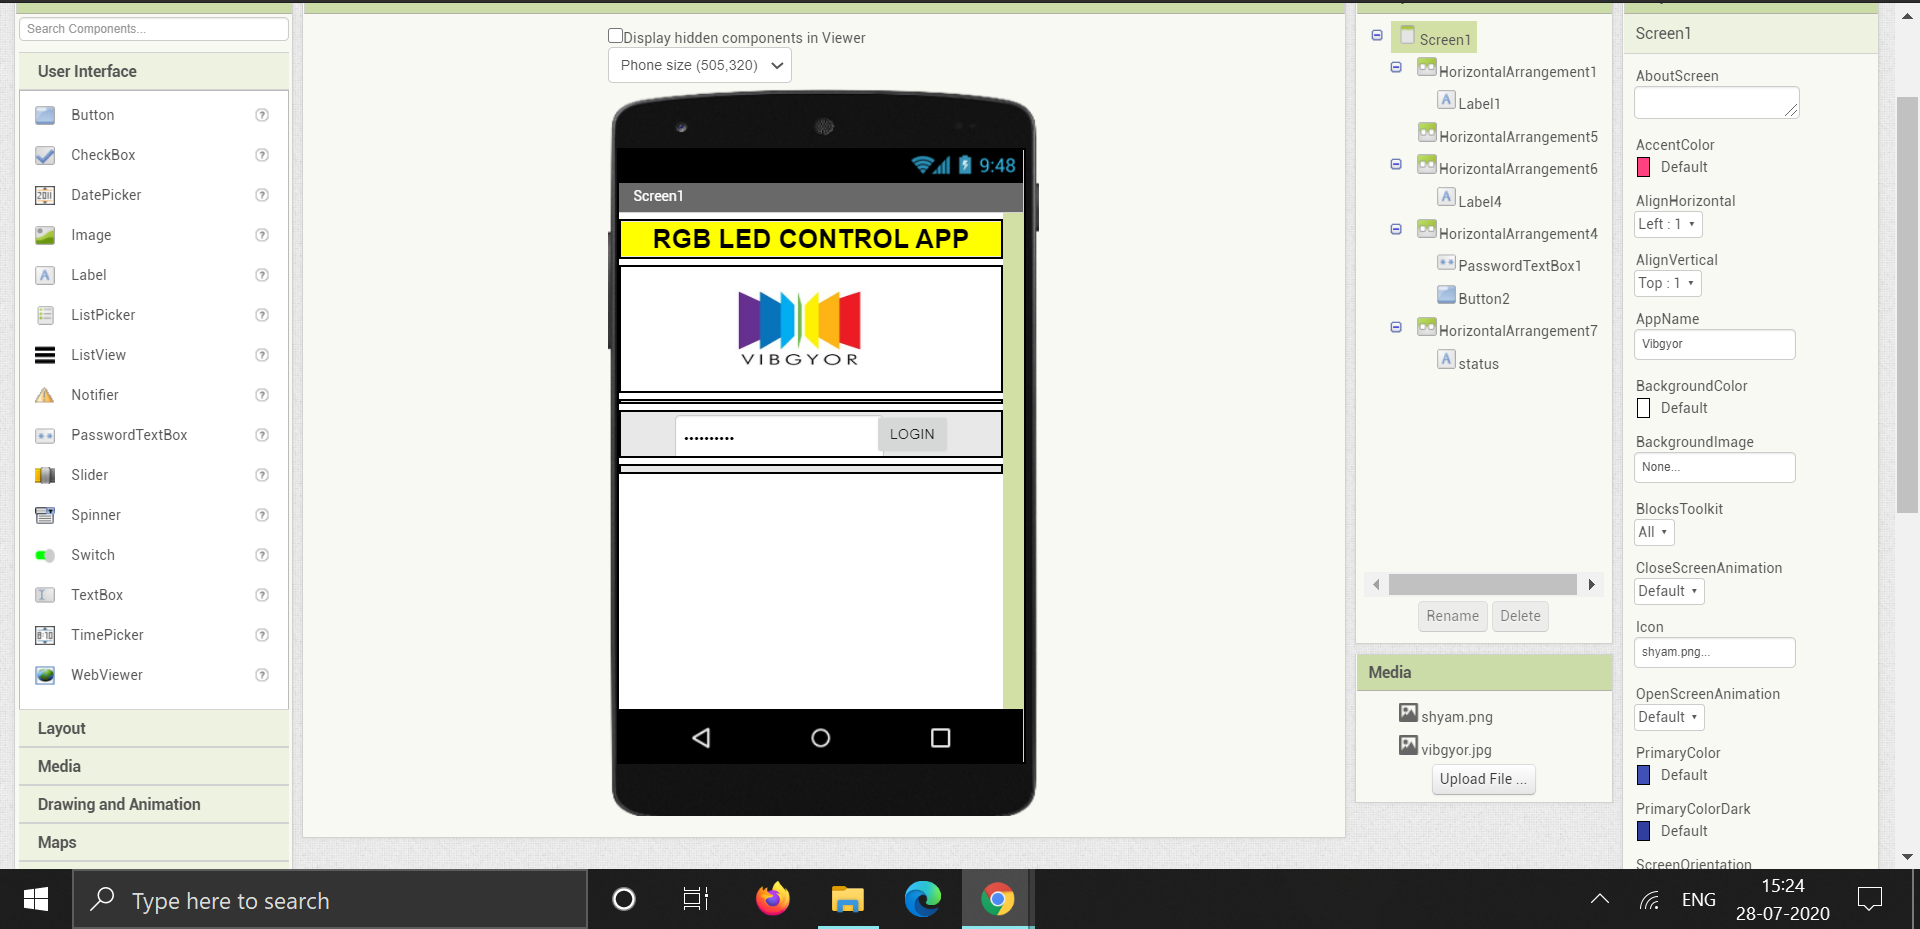 Search Components...
User Interface
Button
CheckBox
DatePicker
Image
Label
ListPicker
ListView
Notifier
PasswordTextBox
Slider
Spinner
Switch
TextBox
TimePicker
WebViewer
Layout
Media
Drawing and Animation
Maps
Display hidden components in Viewer
Phone size (505,320)
9:48
Screen1
RGB LED CONTROL APP
VIBGYOR
••••••••••
LOGIN
Screen1
HorizontalArrangement1
Label1
HorizontalArrangement5
HorizontalArrangement6
Label4
HorizontalArrangement4
PasswordTextBox1
Button2
HorizontalArrangement7
status
Rename Delete
Media
shyam.png
vibgyor.jpg
Upload File ...
Screen1
AboutScreen
AccentColor
Default
AlignHorizontal
Left : 1
AlignVertical
Top : 1
AppName
Vibgyor
BackgroundColor
Default
BackgroundImage
None...
BlocksToolkit
All
CloseScreenAnimation
Default
Icon
shyam.png...
OpenScreenAnimation
Default
PrimaryColor
Default
PrimaryColorDark
Default
ScreenOrientation
Type here to search
ENG
15:24
28-07-2020